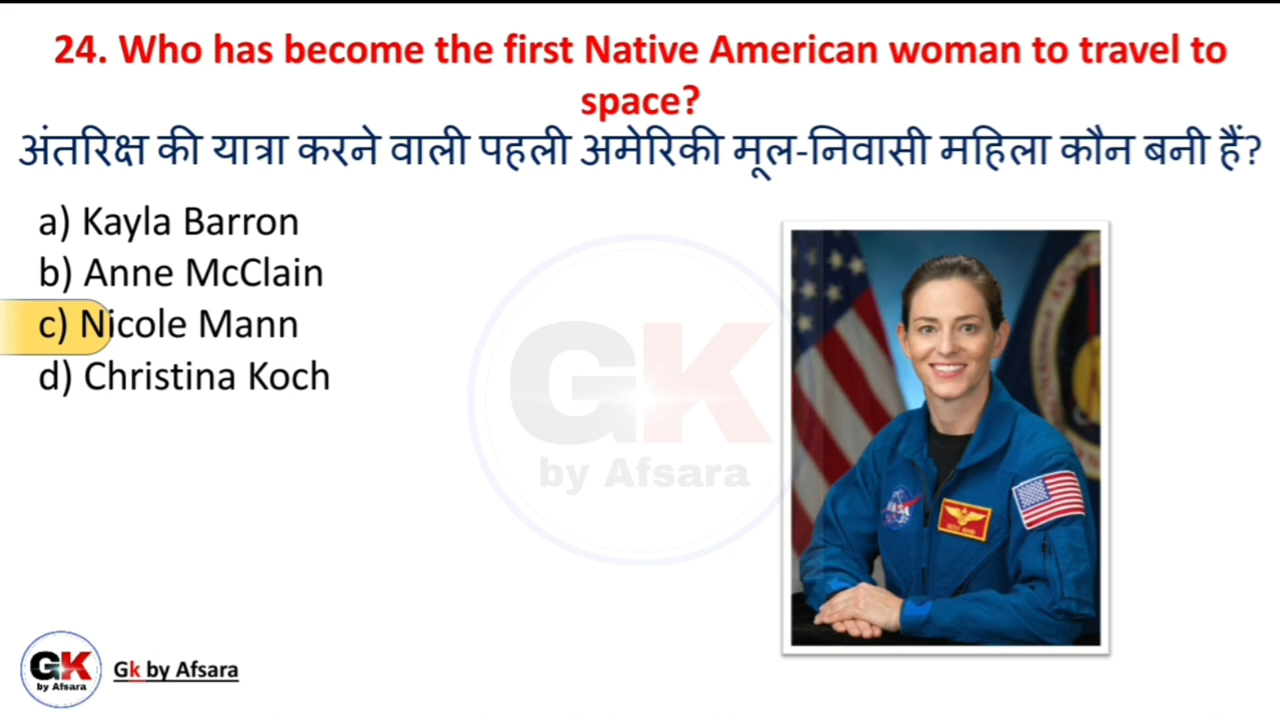 24. Who has become the first Native American woman to travel to
space?
अंतरिक्ष की यात्रा करने वाली पहली अमेरिकी मूल-निवासी महिला कौन बनी हैं?
a) Kayla Barron
b) Anne McClain
c) Nicole Mann
d) Christina Koch
GK
by Afsara
NASA
GK
by Afsara
Gk by Afsara